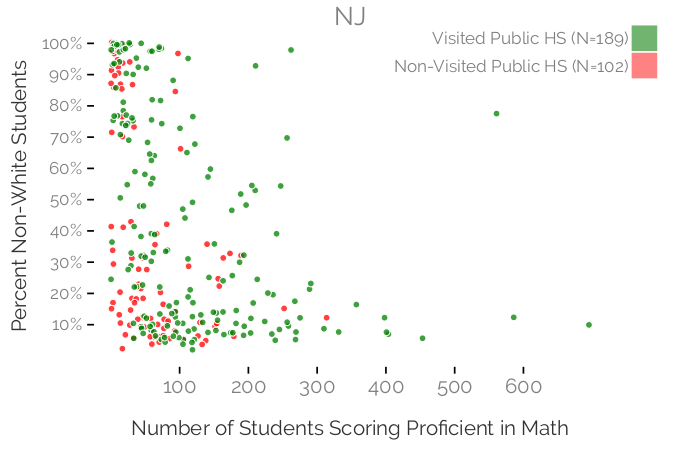 NJ
Visited Public HS (N=189)
Non-Visited Public HS (N=102)
Percent Non-White Students
100%
90%
80%
70%
60%
50%
40%
30%
20%
10%
100 200 300 400 500 600
Number of Students Scoring Proficient in Math